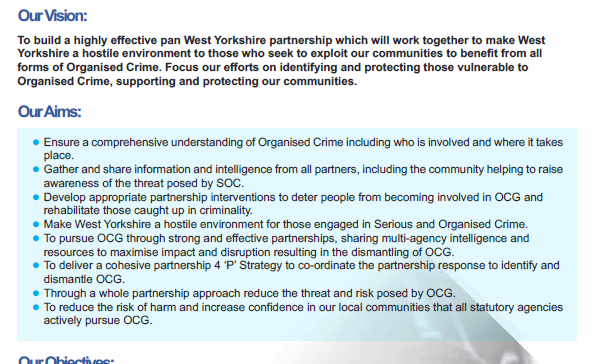 Our Vision:
To build a highly effective pan West Yorkshire partnership which will work together to make West
Yorkshire a hostile environment to those who seek to exploit our communities to benefit from all
forms of Organised Crime. Focus our efforts on identifying and protecting those vulnerable to
Organised Crime, supporting and protecting our communities.
Our Aims:
● Ensure a comprehensive understanding of Organised Crime including who is involved and where it takes
place.
● Gather and share information and intelligence from all partners, including the community helping to raise
awareness of the threat posed by SOC.
● Develop appropriate partnership interventions to deter people from becoming involved in OCG and
rehabilitate those caught up in criminality.
● Make West Yorkshire a hostile environment for those engaged in Serious and Organised Crime.
● To pursue OCG through strong and effective partnerships, sharing multi-agency intelligence and
resources to maximise impact and disruption resulting in the dismantling of OCG.
● To deliver a cohesive partnership 4 'P' Strategy to co-ordinate the partnership response to identify and
dismantle OCG.
● Through a whole partnership approach reduce the threat and risk posed by OCG.
● To reduce the risk of harm and increase confidence in our local communities that all statutory agencies
actively pursue OCG.
Our Objectives: